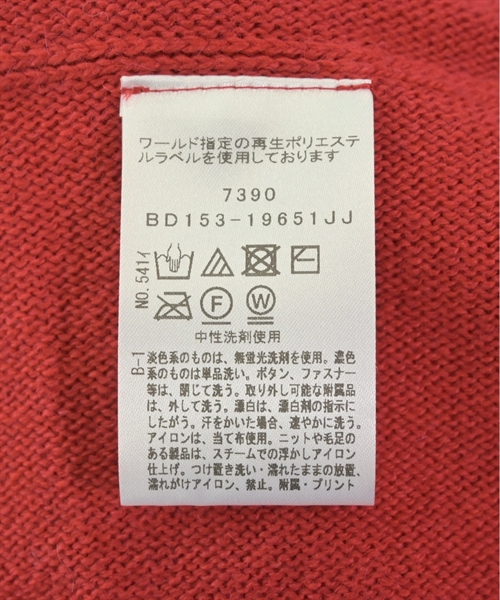 ワールド指定の再生ポリエステ
ルラベルを使用しております
7390
BD153-19651JJ
NO.541イ
F
W
中性洗剤使用
B-1
淡色系のものは、無蛍光洗剤を使用。濃色
系のものは単品洗い。ボタン、ファスナー
等は、閉じて洗う。取り外し可能な附属品
は、外して洗う。漂白は、漂白剤の指示に
したがう。汗をかいた場合、速やかに洗う。
アイロンは、当て布使用。ニットや毛足の
ある製品は、スチームでの浮かしアイロン
仕上げ。つけ置き洗い・濡れたままの放置、
濡れがけアイロン、禁止。附属・プリント